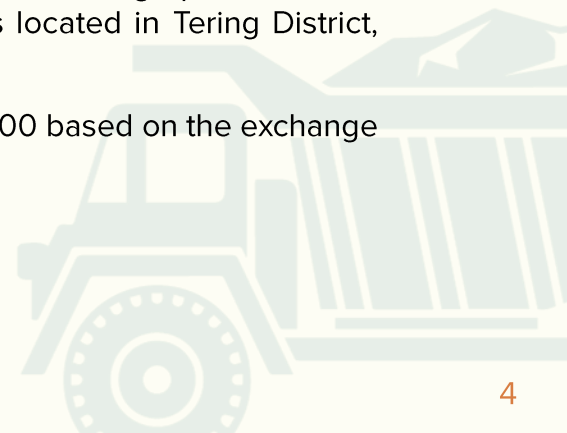 s located in Tering District,
00 based on the exchange
4